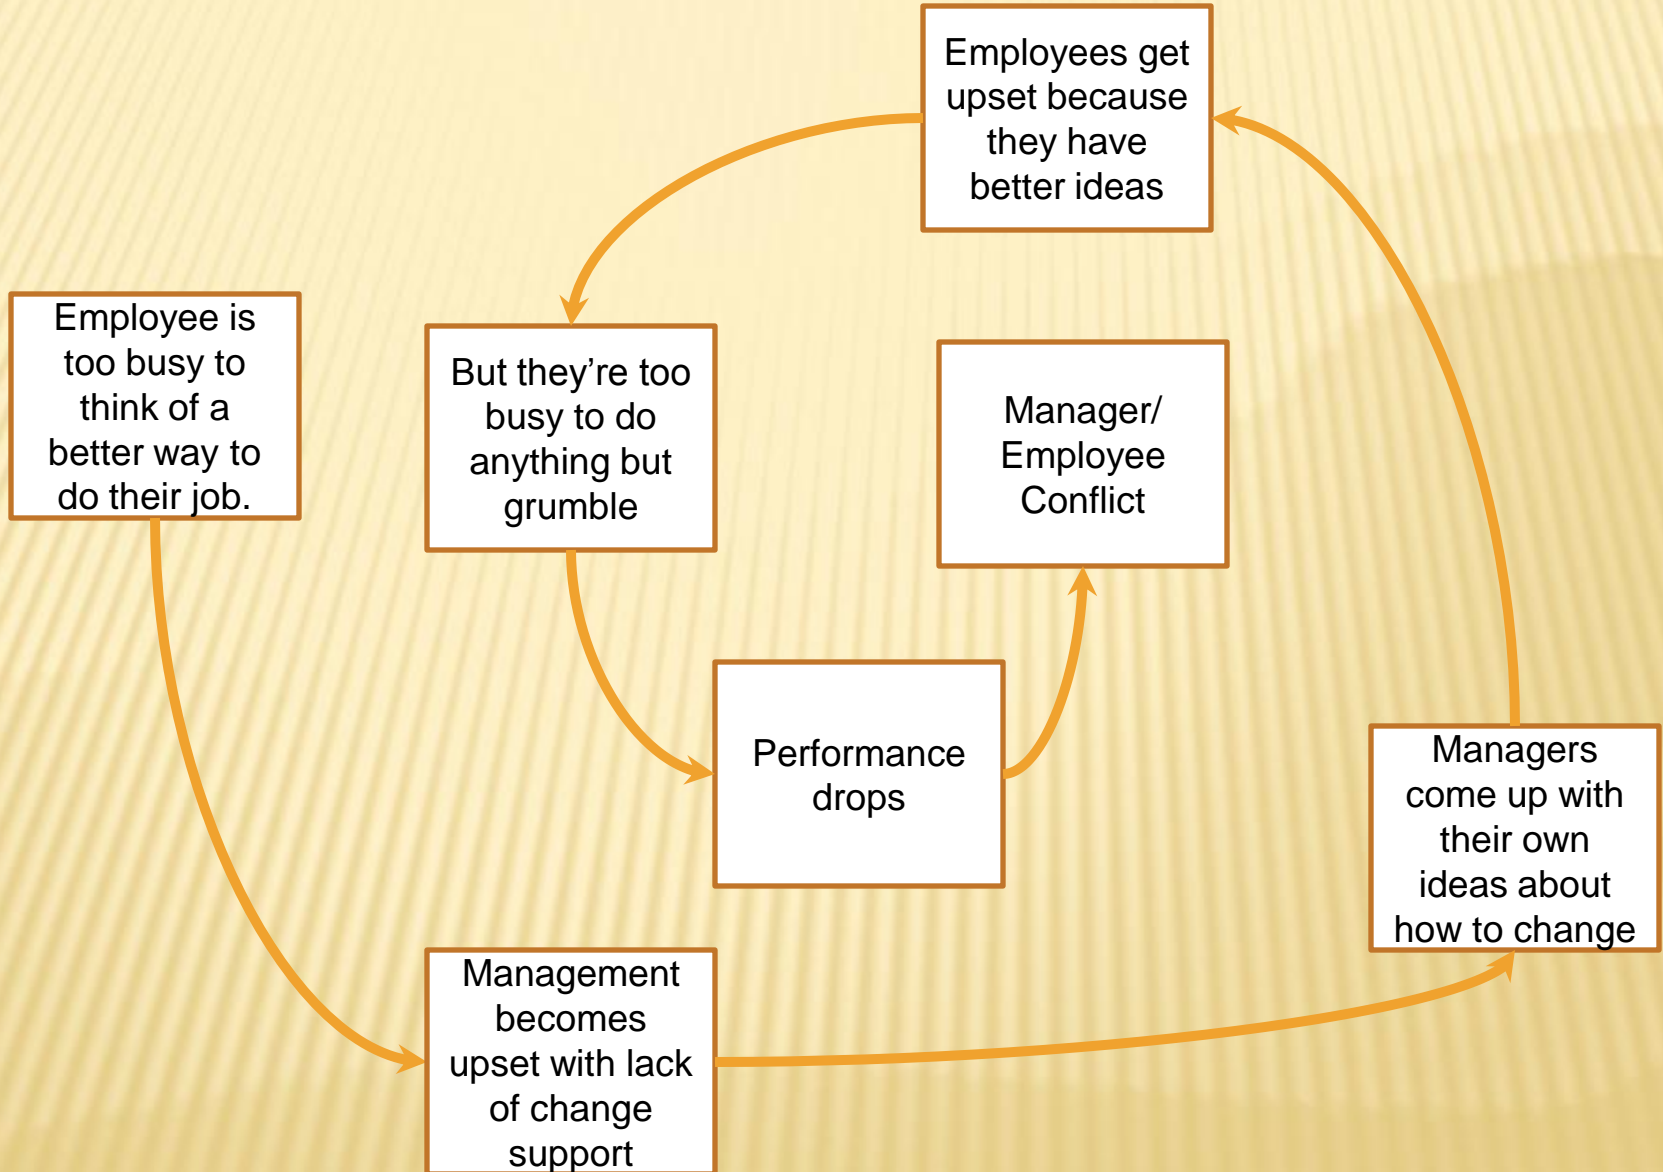 Employee is
too busy to
think of a
better way to
do their job.
Management
becomes
upset with lack
of change
support
Managers
come up with
their own
ideas about
how to change
Employees get
upset because
they have
better ideas
But they’re too
busy to do
anything but
grumble
Performance
drops
Manager/
Employee
Conflict